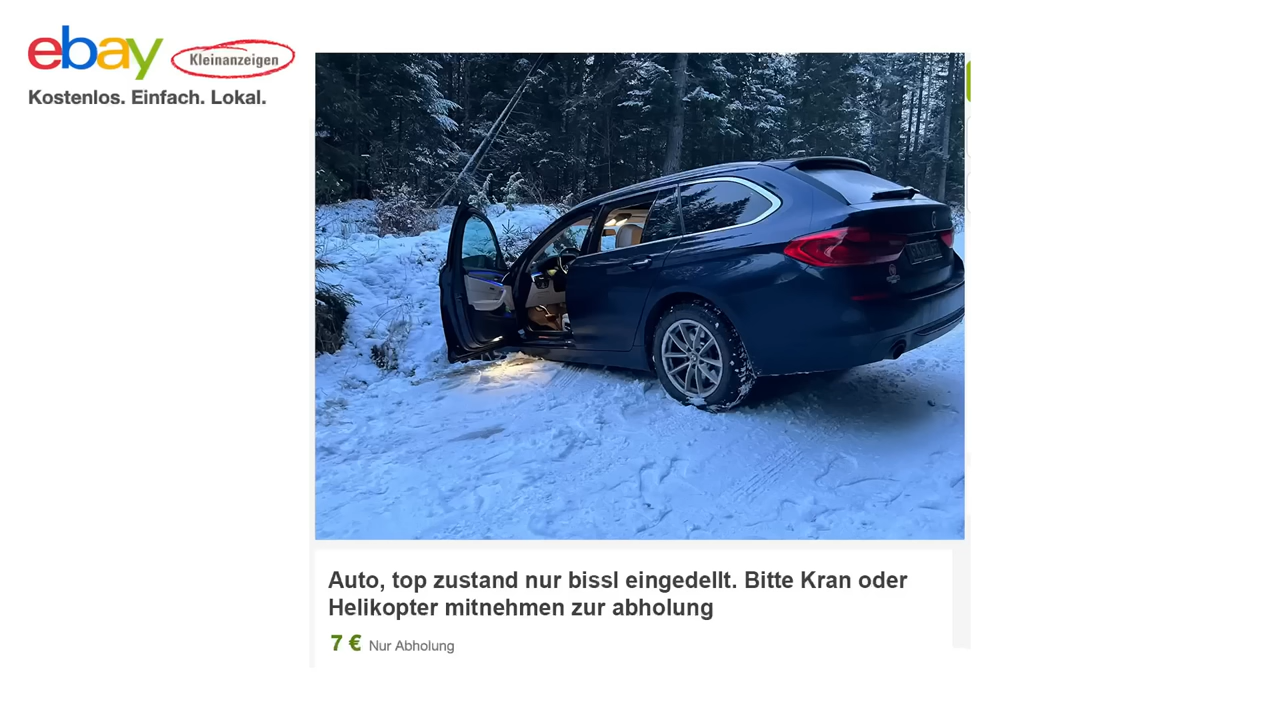 ebay Kleinanzeigen
Kostenlos. Einfach. Lokal.
Auto, top zustand nur bissl eingedellt. Bitte Kran oder
Helikopter mitnehmen zur abholung
7 € Nur Abholung